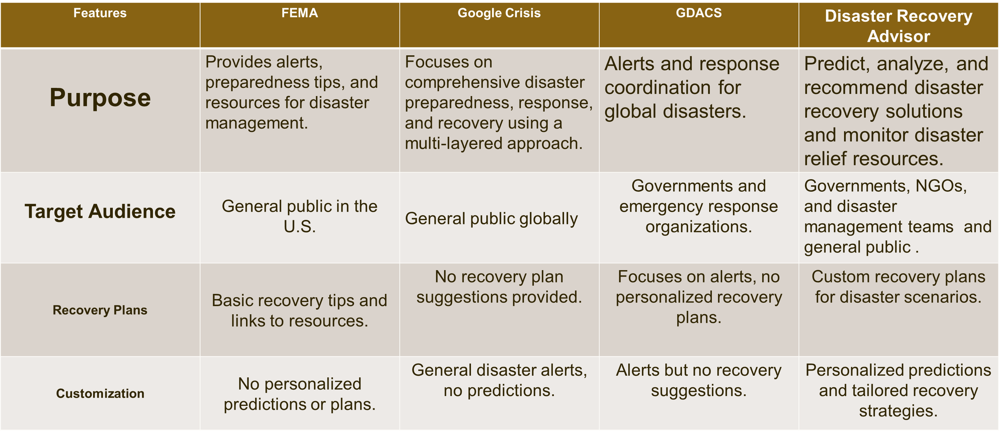 Features
FEMA
Google Crisis
GDACS
Disaster Recovery
Advisor
Purpose
Provides alerts,
preparedness tips, and
resources for disaster
management.
Focuses on
comprehensive disaster
preparedness, response,
and recovery using a
multi-layered approach.
Alerts and response
coordination for
global disasters.
Predict, analyze, and
recommend disaster
recovery solutions
and monitor disaster
relief resources.
Target Audience
General public in the
U.S.
General public globally
Governments and
emergency response
organizations.
Governments, NGOs,
and disaster
management teams  and
general public .
Recovery Plans
Basic recovery tips and
links to resources.
No recovery plan
suggestions provided.
Focuses on alerts, no
personalized recovery
plans.
Custom recovery plans
for disaster scenarios.
Customization
No personalized
predictions or plans.
General disaster alerts,
no predictions.
Alerts but no recovery
suggestions.
Personalized predictions
and tailored recovery
strategies.